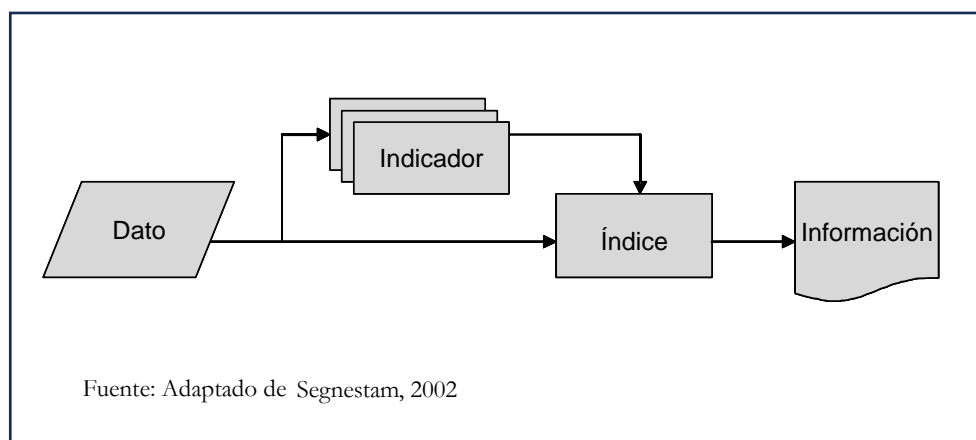 Indicador
Dato
Índice
Información
Fuente: Adaptado de Segnestam, 2002